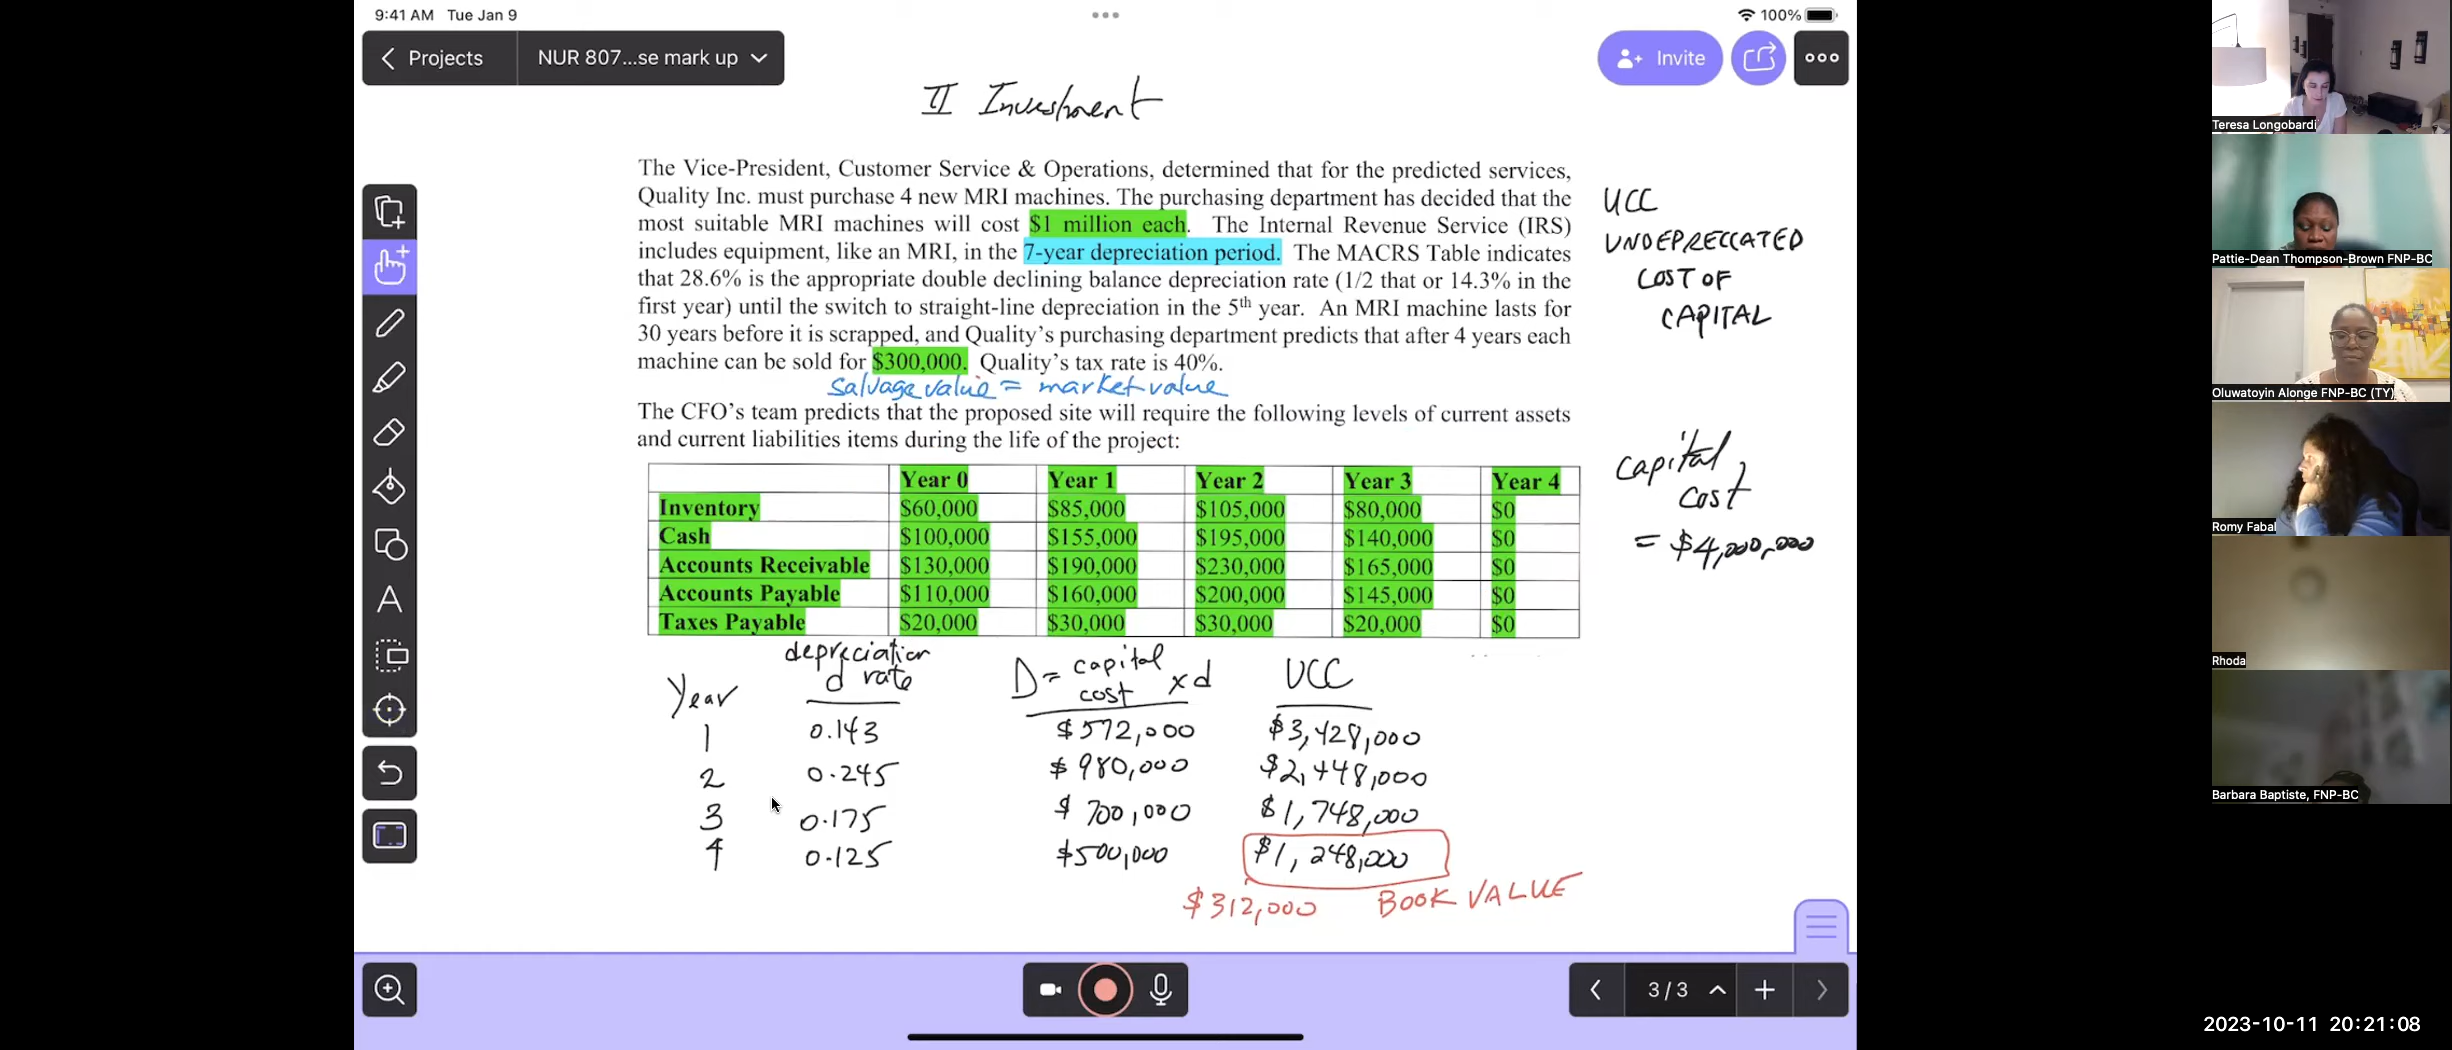 9:41 AM Tue Jan 9
100%
Projects
NUR 807...se mark up
Invite
II Investment
The Vice-President, Customer Service & Operations, determined that for the predicted services,
Quality Inc. must purchase 4 new MRI machines. The purchasing department has decided that the
most suitable MRI machines will cost $1 million each. The Internal Revenue Service (IRS)
includes equipment, like an MRI, in the 7-year depreciation period. The MACRS Table indicates
that 28.6% is the appropriate double declining balance depreciation rate (1/2 that or 14.3% in the
first year) until the switch to straight-line depreciation in the 5th year. An MRI machine lasts for
30 years before it is scrapped, and Quality's purchasing department predicts that after 4 years each
machine can be sold for $300,000. Quality's tax rate is 40%.
salvage value = market value
The CFO's team predicts that the proposed site will require the following levels of current assets
and current liabilities items during the life of the project:
UCC
UNDEPRECCATED
COST OF
CAPITAL
capital
cost
= $4,000,000
Year 0 Year 1 Year 2 Year 3 Year 4
Inventory $60,000 $85,000 $105,000 $80,000 $0
Cash $100,000 $155,000 $195,000 $140,000 $0
Accounts Receivable $130,000 $190,000 $230,000 $165,000 $0
Accounts Payable $110,000 $160,000 $200,000 $145,000 $0
Taxes Payable $20,000 $30,000 $30,000 $20,000 $0
Year depreciation d rate D = capital cost x d UCC
1 0.143 $572,000 $3,428,000
2 0.245 $980,000 $2,448,000
3 0.175 $700,000 $1,748,000
4 0.125 $500,000 $1,248,000
$312,000 BOOK VALUE
A
3/3
Teresa Longobardi
Pattie-Dean Thompson-Brown FNP-BC
Oluwatoyin Alonge FNP-BC (TY)
Romy Fabal
Rhoda
Barbara Baptiste, FNP-BC
2023-10-11 20:21:08